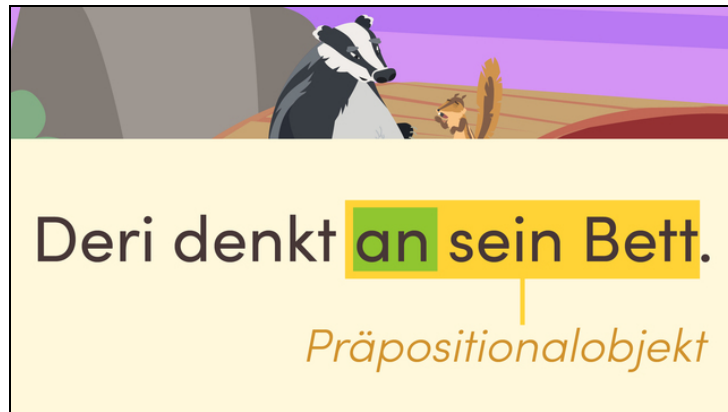 Deri denkt an sein Bett.
Präpositionalobjekt